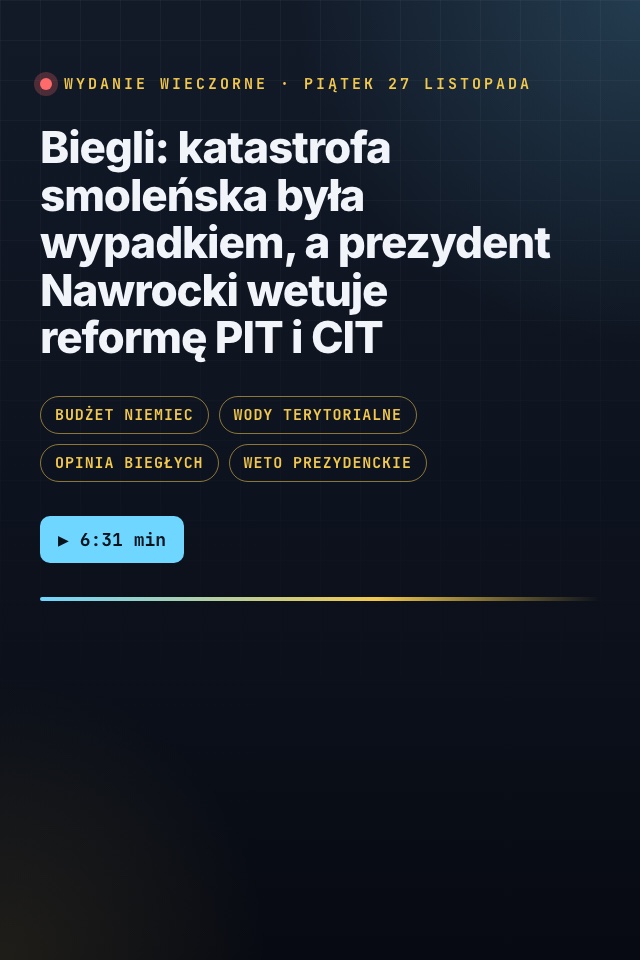 WYDANIE WIECZORNE · PIĄTEK 27 LISTOPADA
Biegli: katastrofa
smoleńska była
wypadkiem, a prezydent
Nawrocki wetuje
reformę PIT i CIT
BUDŻET NIEMIEC
WODY TERYTORIALNE
OPINIA BIEGŁYCH
WETO PREZYDENCKIE
▶ 6:31 min